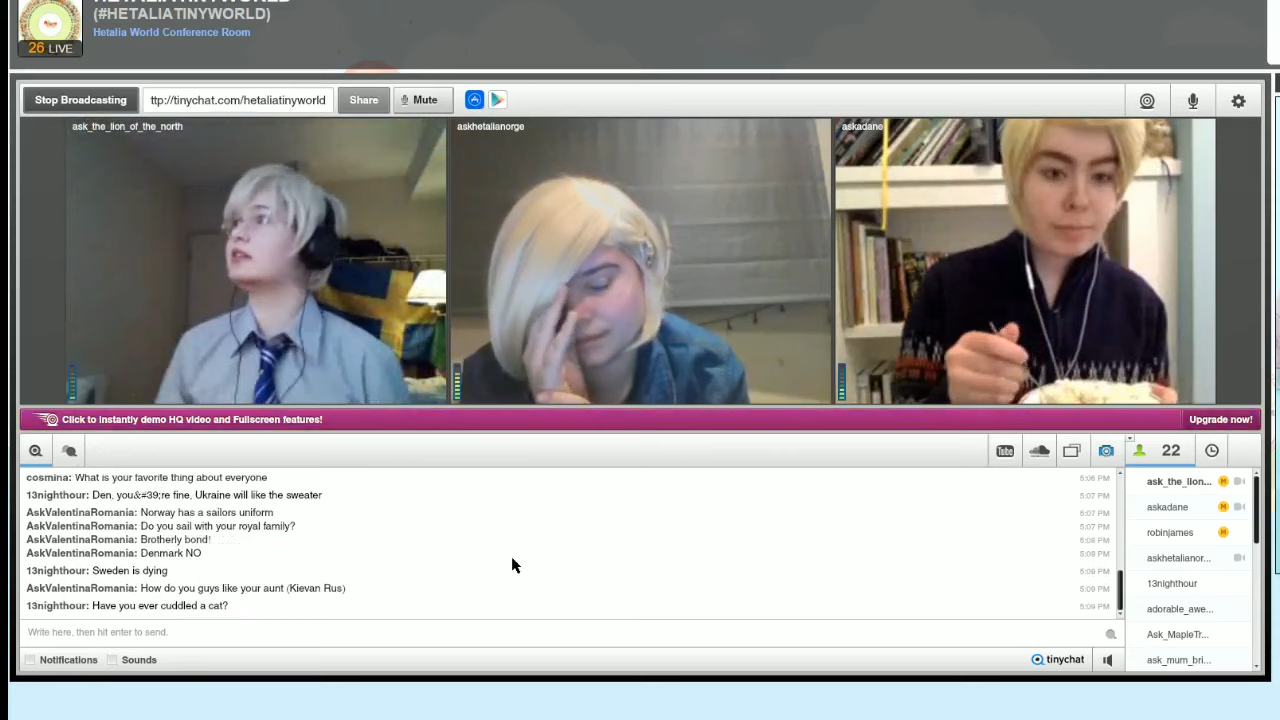 HETALIATINYWORLD
(#HETALIATINYWORLD)
Hetalia World Conference Room
26 LIVE
Stop Broadcasting
ttp://tinychat.com/hetaliatinyworld
Share
Mute
ask_the_lion_of_the_north
askhetalianorge
askadane
Click to instantly demo HQ video and Fullscreen features!
Upgrade now!
You Tube
22
cosmina: What is your favorite thing about everyone 5:06 PM
13nighthour: Den, you&#39;re fine, Ukraine will like the sweater 5:07 PM
AskValentinaRomania: Norway has a sailors uniform 5:07 PM
AskValentinaRomania: Do you sail with your royal family? 5:07 PM
AskValentinaRomania: Brotherly bond! 5:08 PM
AskValentinaRomania: Denmark NO 5:09 PM
13nighthour: Sweden is dying 5:09 PM
AskValentinaRomania: How do you guys like your aunt (Kievan Rus) 5:09 PM
13nighthour: Have you ever cuddled a cat? 5:09 PM
Write here, then hit enter to send.
Notifications
Sounds
tinychat
ask_the_lion... M
askadane M
robinjames M
askhetalianor...
13nighthour
adorable_awe...
Ask_MapleTr...
ask_mum_bri...